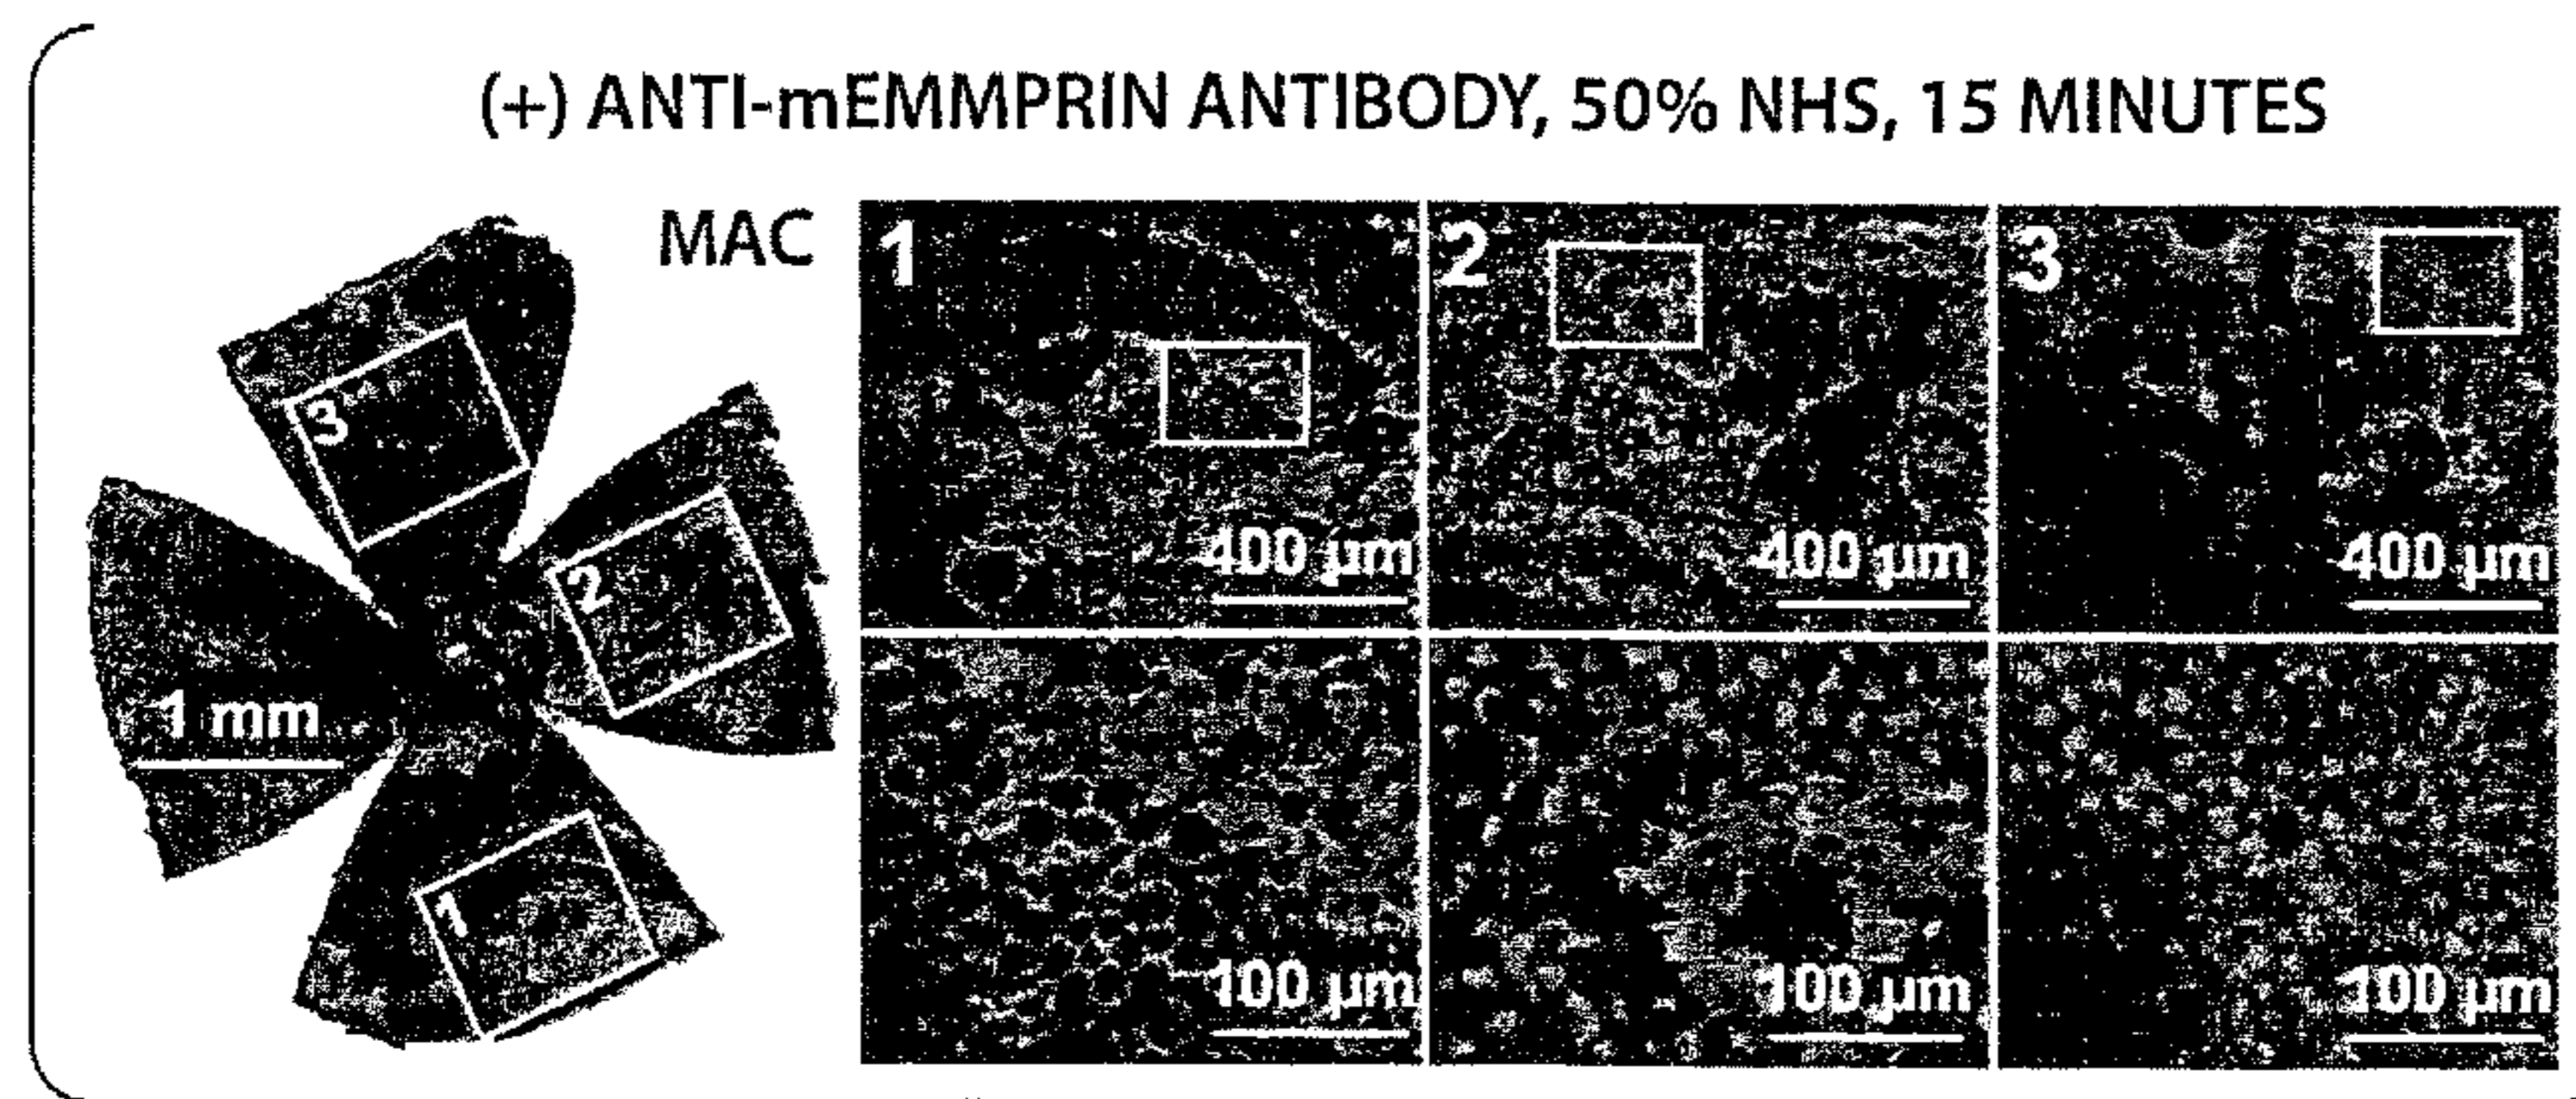 (+) ANTI-mEMMPRIN ANTIBODY, 50% NHS, 15 MINUTES
MAC
1
2
3
3
2
1 mm
1
400 µm
400 µm
400 µm
100 µm
100 µm
100 µm